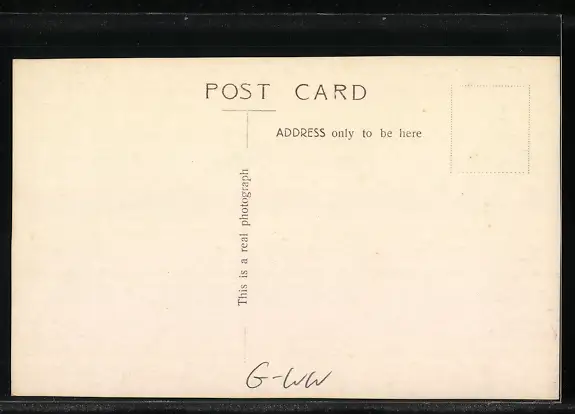 POST CARD
ADDRESS only to be here
This is a real photograph
G-WW